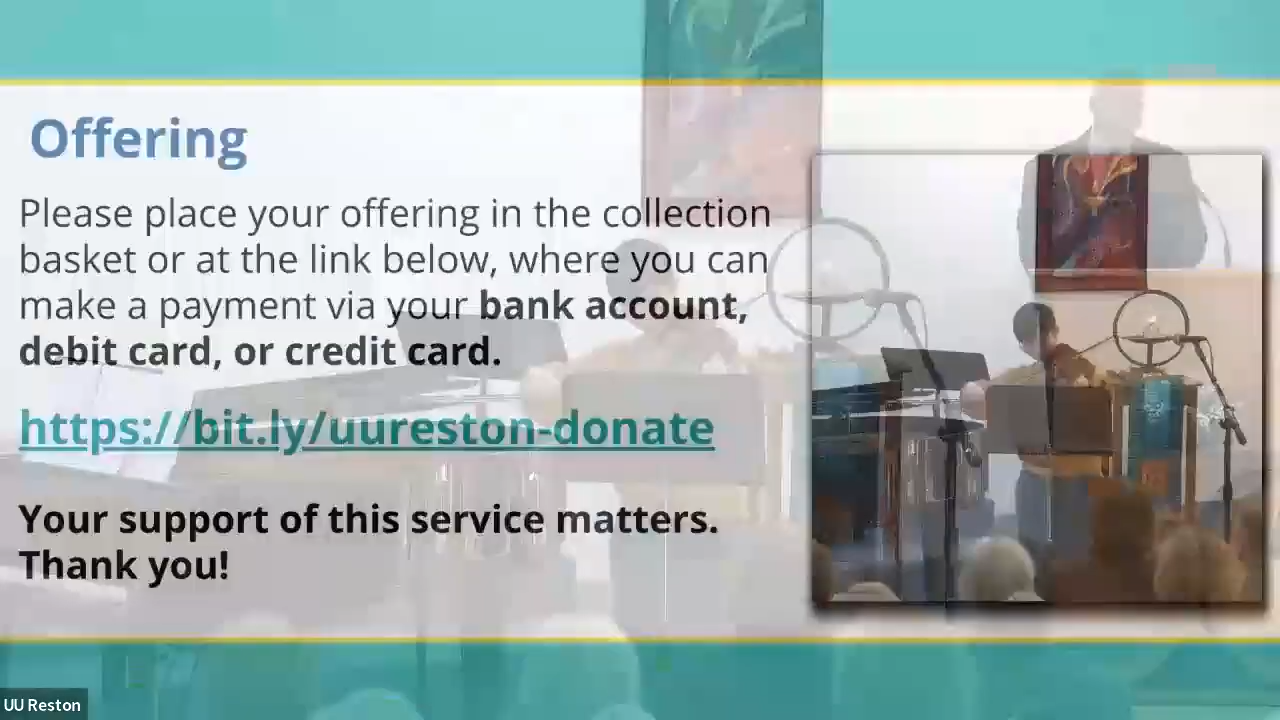 Offering
Please place your offering in the collection
basket or at the link below, where you can
make a payment via your bank account,
debit card, or credit card.
https://bit.ly/uureston-donate
Your support of this service matters.
Thank you!
UU Reston